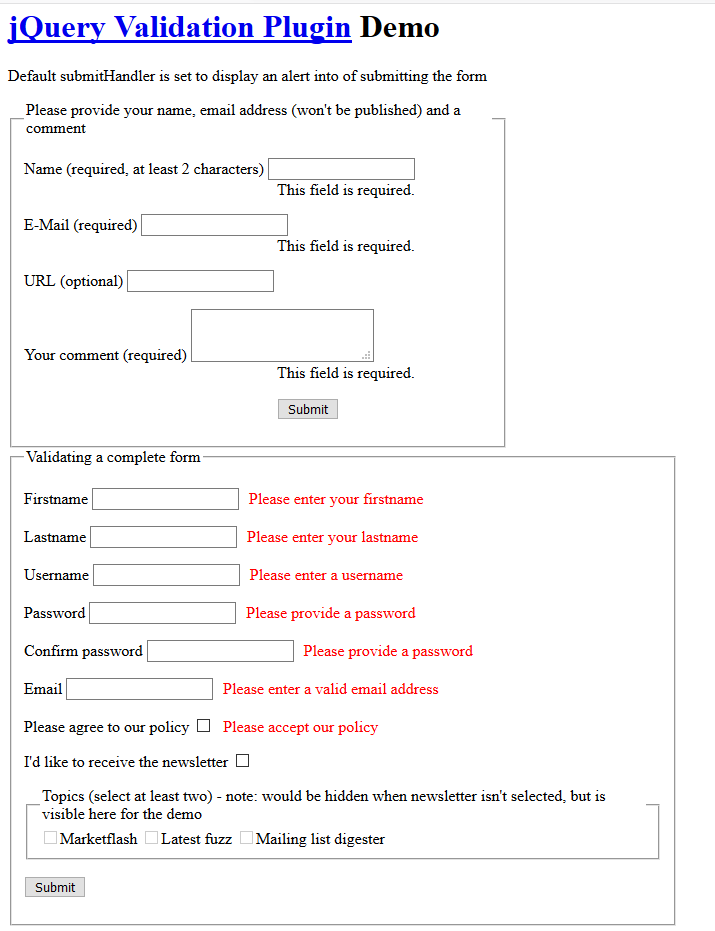 jQuery Validation Plugin Demo
Default submitHandler is set to display an alert into of submitting the form
Please provide your name, email address (won't be published) and a
comment
Name (required, at least 2 characters)
This field is required.
E-Mail (required)
This field is required.
URL (optional)
Your comment (required)
This field is required.
Submit
Validating a complete form
Firstname Please enter your firstname
Lastname Please enter your lastname
Username Please enter a username
Password Please provide a password
Confirm password Please provide a password
Email Please enter a valid email address
Please agree to our policy Please accept our policy
I'd like to receive the newsletter
Topics (select at least two) - note: would be hidden when newsletter isn't selected, but is
visible here for the demo
Marketflash Latest fuzz Mailing list digester
Submit